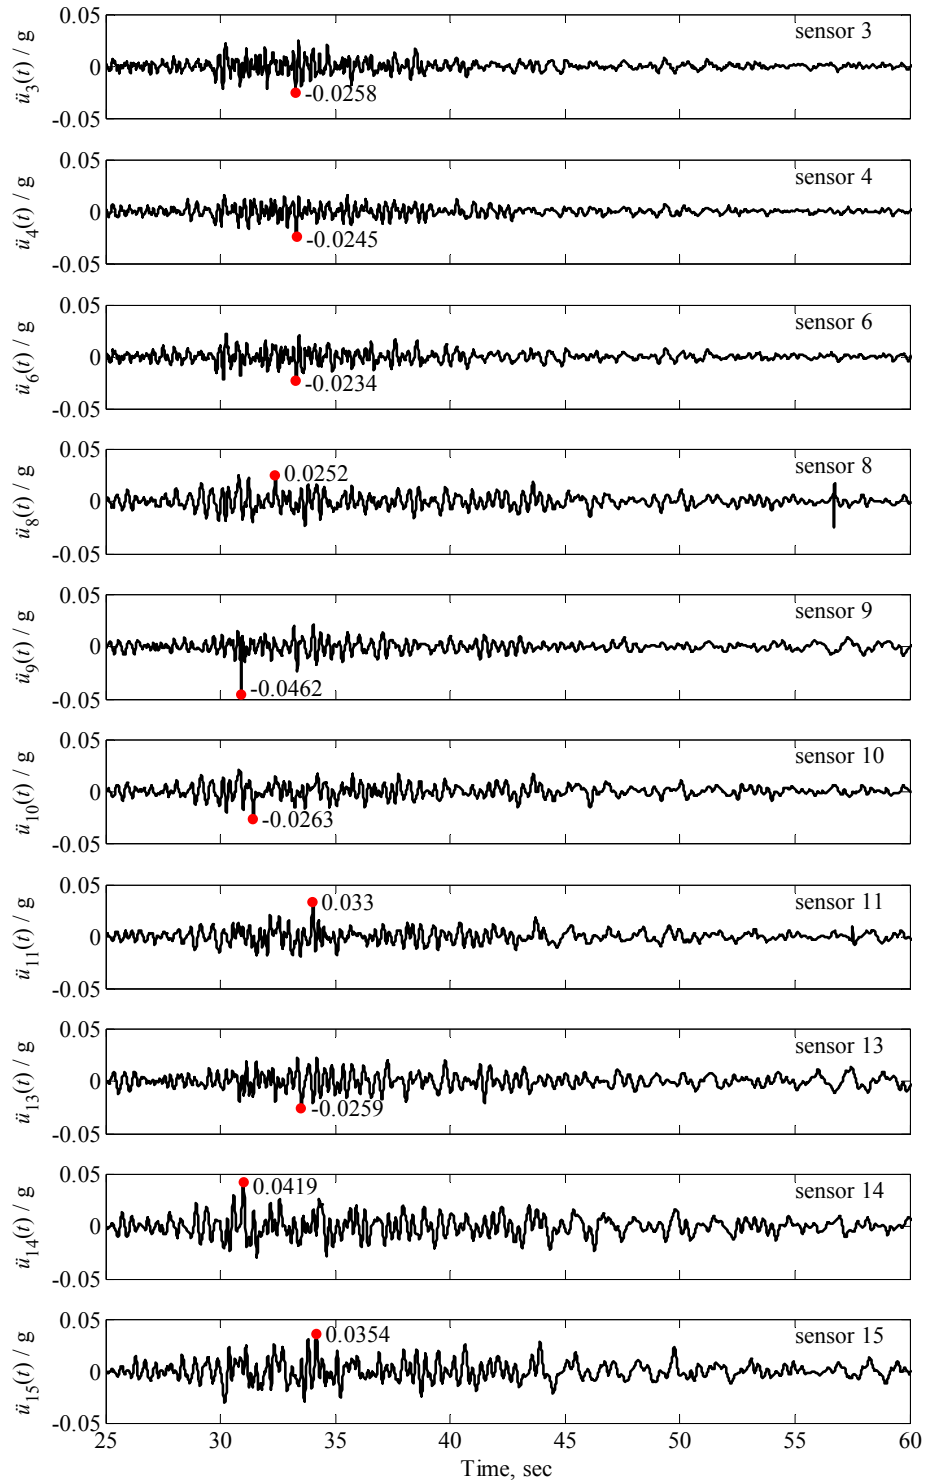 0.05
sensor 3
ü3(t) / g
0
-0.0258
-0.05
0.05
sensor 4
ü4(t) / g
0
-0.0245
-0.05
0.05
sensor 6
ü6(t) / g
0
-0.0234
-0.05
0.05
sensor 8
0.0252
ü8(t) / g
0
-0.05
0.05
sensor 9
ü9(t) / g
0
-0.0462
-0.05
0.05
sensor 10
ü10(t) / g
0
-0.0263
-0.05
0.05
sensor 11
0.033
ü11(t) / g
0
-0.05
0.05
sensor 13
ü13(t) / g
0
-0.0259
-0.05
0.05
sensor 14
0.0419
ü14(t) / g
0
-0.05
0.05
sensor 15
0.0354
ü15(t) / g
0
-0.05
25 30 35 40 45 50 55 60
Time, sec